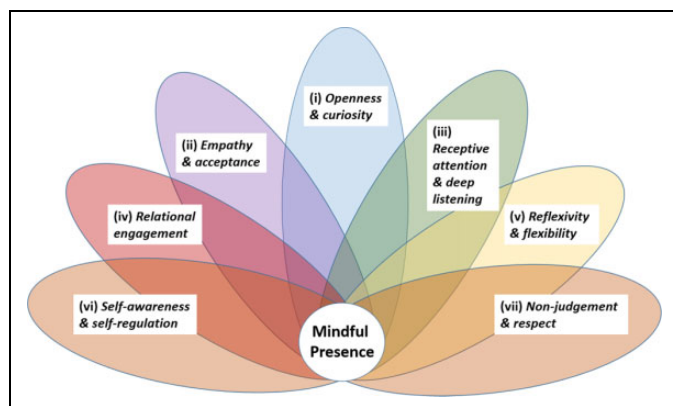 (i) Openness
& curiosity
(ii) Empathy
& acceptance
(iii)
Receptive
attention
& deep
listening
(iv) Relational
engagement
(v) Reflexivity
& flexibility
(vi) Self-awareness
& self-regulation
(vii) Non-judgement
& respect
Mindful
Presence